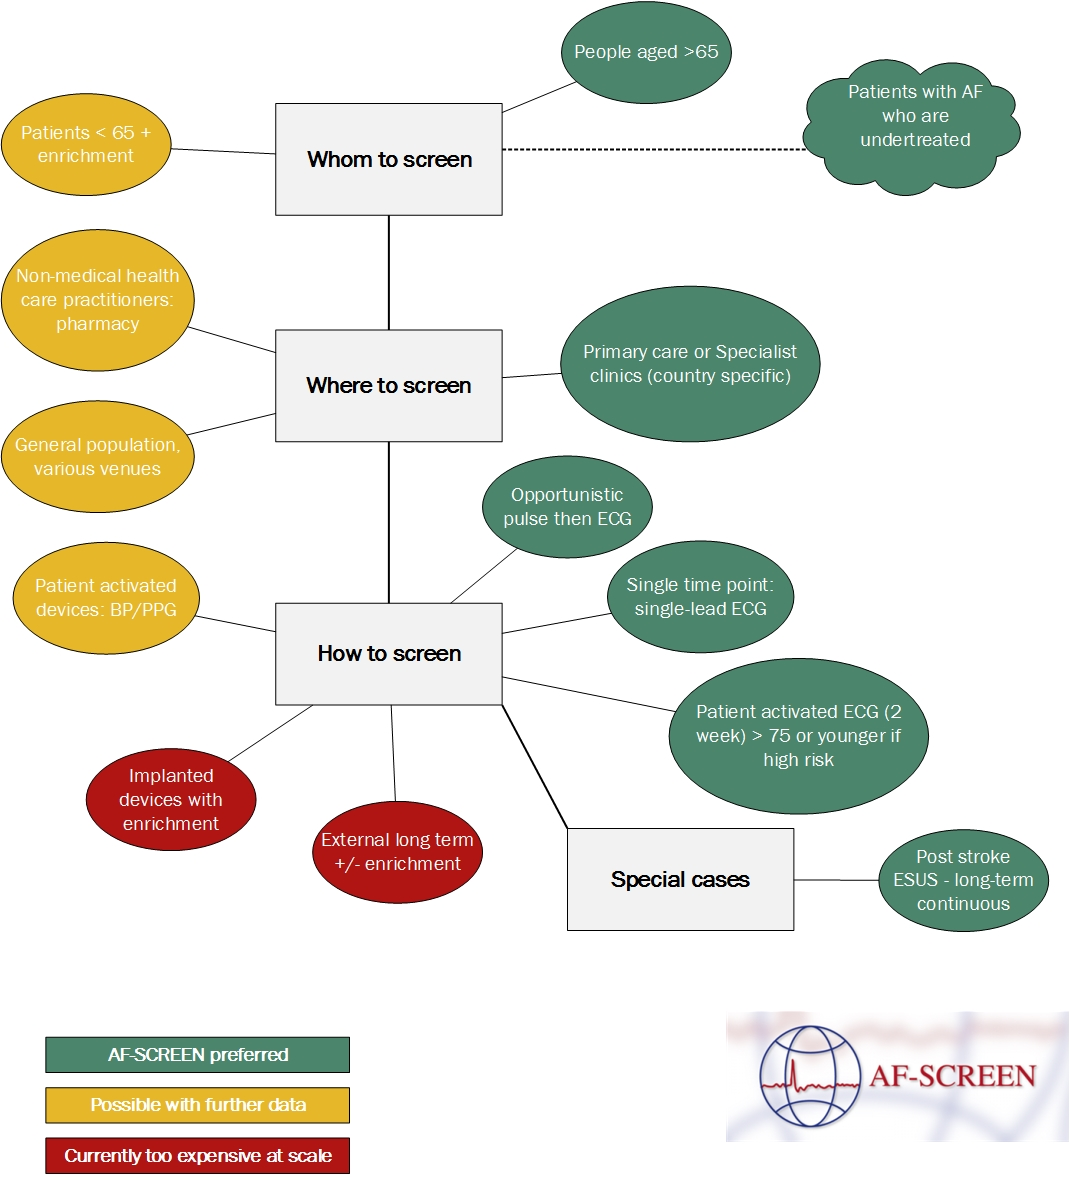 People aged >65
Patients with AF
who are
undertreated
Patients < 65 +
enrichment
Whom to screen
Non-medical health
care practitioners:
pharmacy
Primary care or Specialist
clinics (country specific)
Where to screen
General population,
various venues
Opportunistic
pulse then ECG
Patient activated
devices: BP/PPG
Single time point:
single-lead ECG
How to screen
Patient activated ECG (2
week) > 75 or younger if
high risk
Implanted
devices with
enrichment
External long term
+/- enrichment
Special cases
Post stroke
ESUS - long-term
continuous
AF-SCREEN preferred
Possible with further data
Currently too expensive at scale
AF-SCREEN